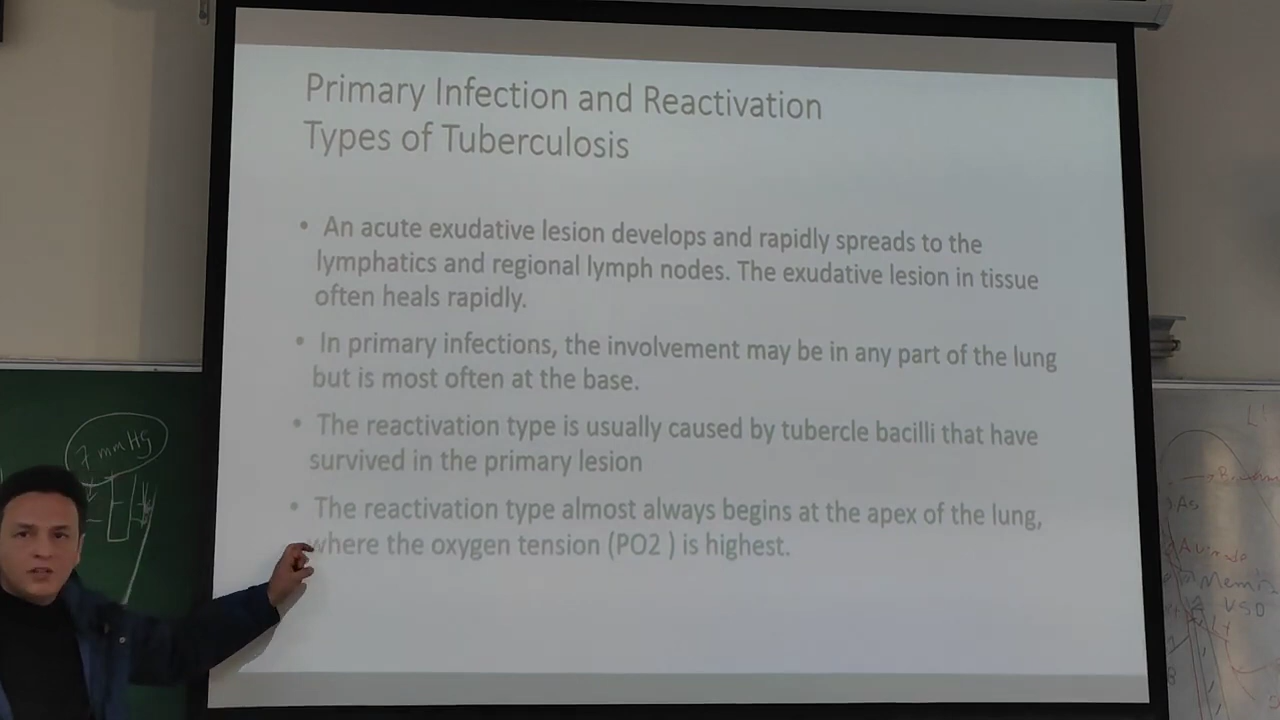 Primary Infection and Reactivation
Types of Tuberculosis
• An acute exudative lesion develops and rapidly spreads to the
lymphatics and regional lymph nodes. The exudative lesion in tissue
often heals rapidly.
• In primary infections, the involvement may be in any part of the lung
but is most often at the base.
• The reactivation type is usually caused by tubercle bacilli that have
survived in the primary lesion
• The reactivation type almost always begins at the apex of the lung,
where the oxygen tension (PO2 ) is highest.
7 mmHg
As
VSD